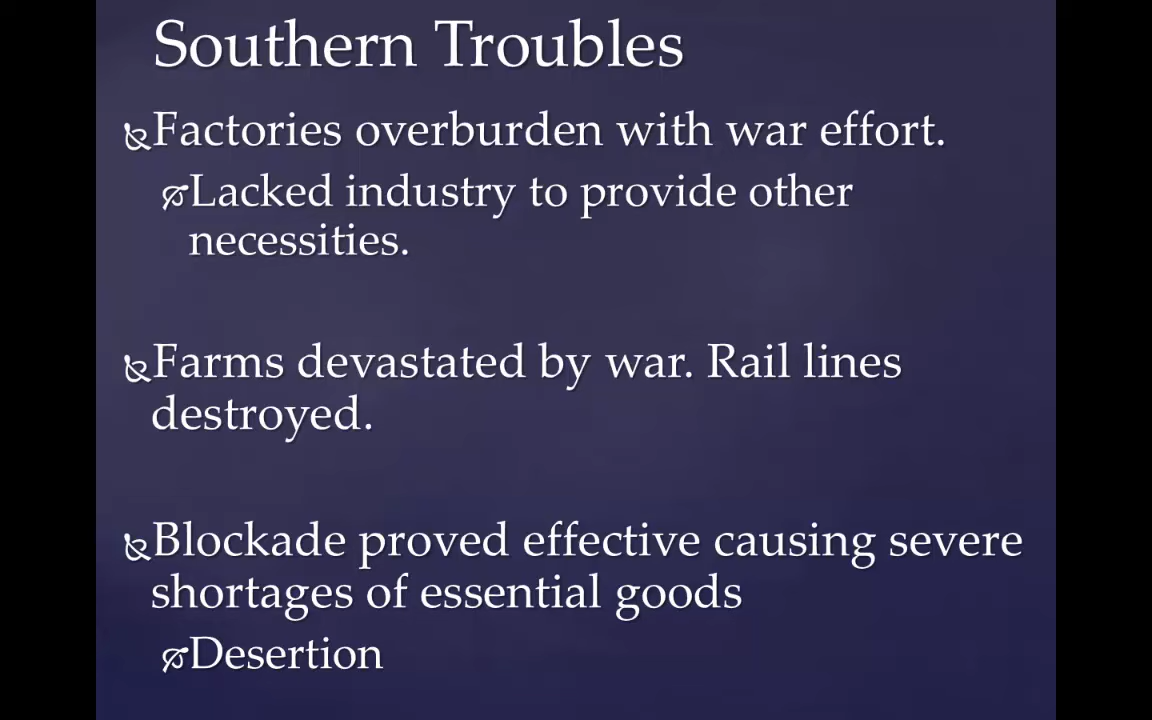 Southern Troubles
Factories overburden with war effort.
Lacked industry to provide other
necessities.
Farms devastated by war. Rail lines
destroyed.
Blockade proved effective causing severe
shortages of essential goods
Desertion